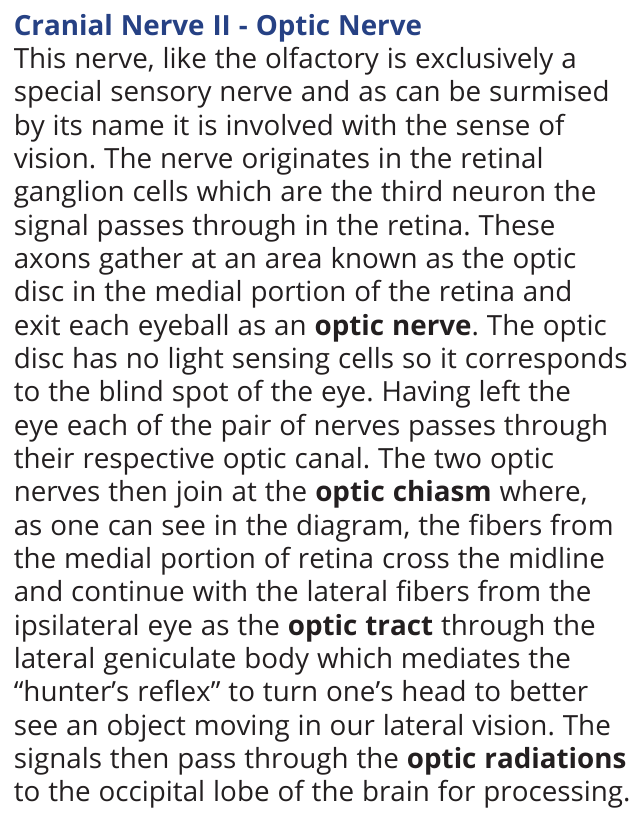 Cranial Nerve II - Optic Nerve
This nerve, like the olfactory is exclusively a
special sensory nerve and as can be surmised
by its name it is involved with the sense of
vision. The nerve originates in the retinal
ganglion cells which are the third neuron the
signal passes through in the retina. These
axons gather at an area known as the optic
disc in the medial portion of the retina and
exit each eyeball as an optic nerve. The optic
disc has no light sensing cells so it corresponds
to the blind spot of the eye. Having left the
eye each of the pair of nerves passes through
their respective optic canal. The two optic
nerves then join at the optic chiasm where,
as one can see in the diagram, the fibers from
the medial portion of retina cross the midline
and continue with the lateral fibers from the
ipsilateral eye as the optic tract through the
lateral geniculate body which mediates the
“hunter’s reflex” to turn one’s head to better
see an object moving in our lateral vision. The
signals then pass through the optic radiations
to the occipital lobe of the brain for processing.